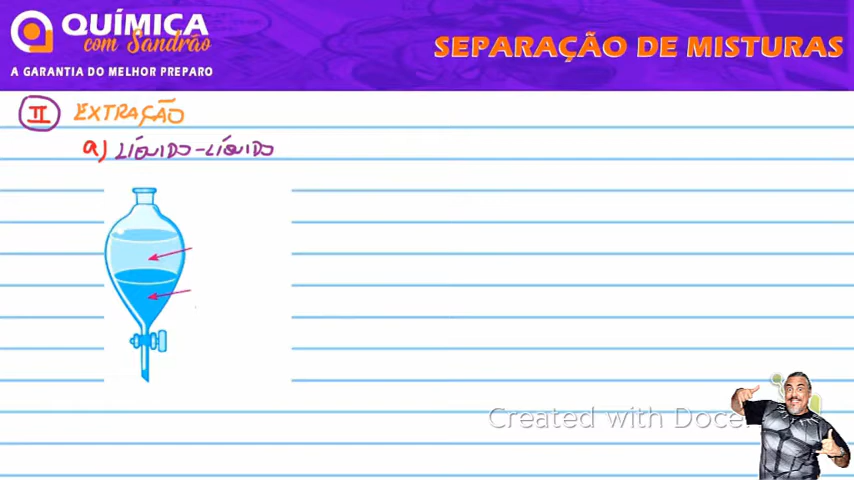 QUÍMICA
com Sandrão
A GARANTIA DO MELHOR PREPARO
SEPARAÇÃO DE MISTURAS
II EXTRAÇÃO
a) LÍQUIDO-LÍQUIDO
Created with Doce